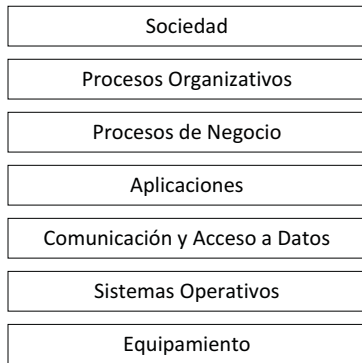 Sociedad
Procesos Organizativos
Procesos de Negocio
Aplicaciones
Comunicación y Acceso a Datos
Sistemas Operativos
Equipamiento